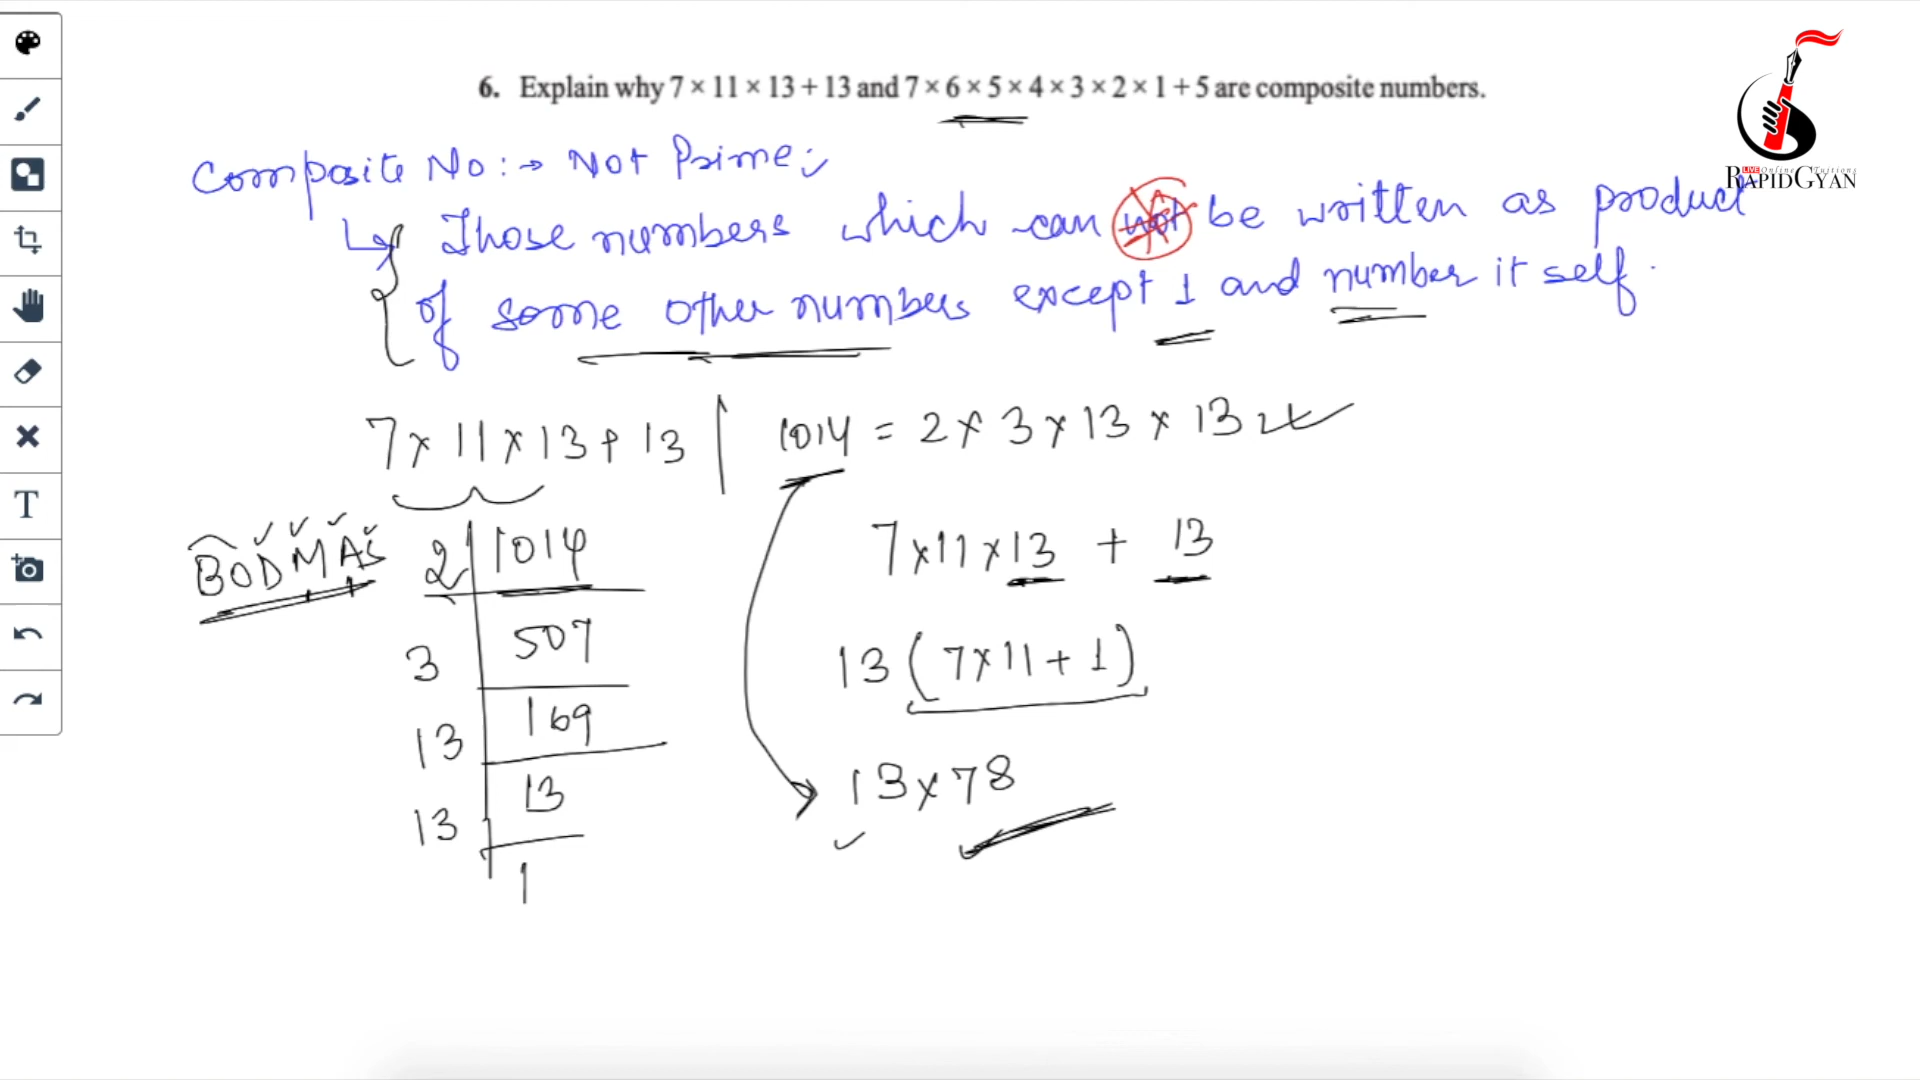 6. Explain why 7 × 11 × 13 + 13 and 7 × 6 × 5 × 4 × 3 × 2 × 1 + 5 are composite numbers.
LIVE Online Tuitions
RAPIDGYAN
Composite No :→ Not Prime :
Those numbers which can not be written as product
of some other numbers except 1 and number it self.
7 × 11 × 13 + 13 | 1014 = 2 × 3 × 13 × 13
BODMAS
2 | 1014
3 | 507
13 | 169
13 | 13
1
7 × 11 × 13 + 13
13 ( 7 × 11 + 1 )
13 × 78
T